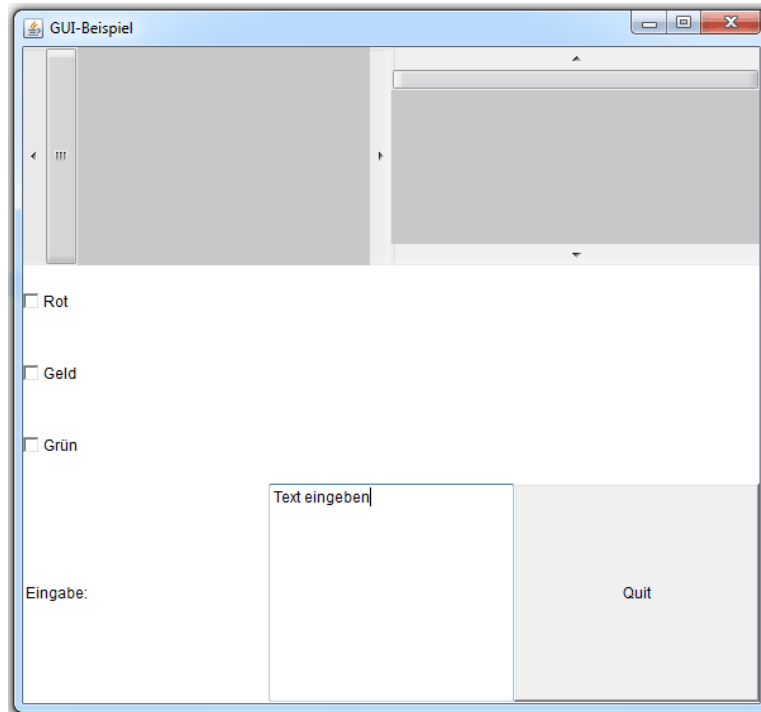 GUI-Beispiel
Rot
Geld
Grün
Text eingeben
Eingabe:
Quit